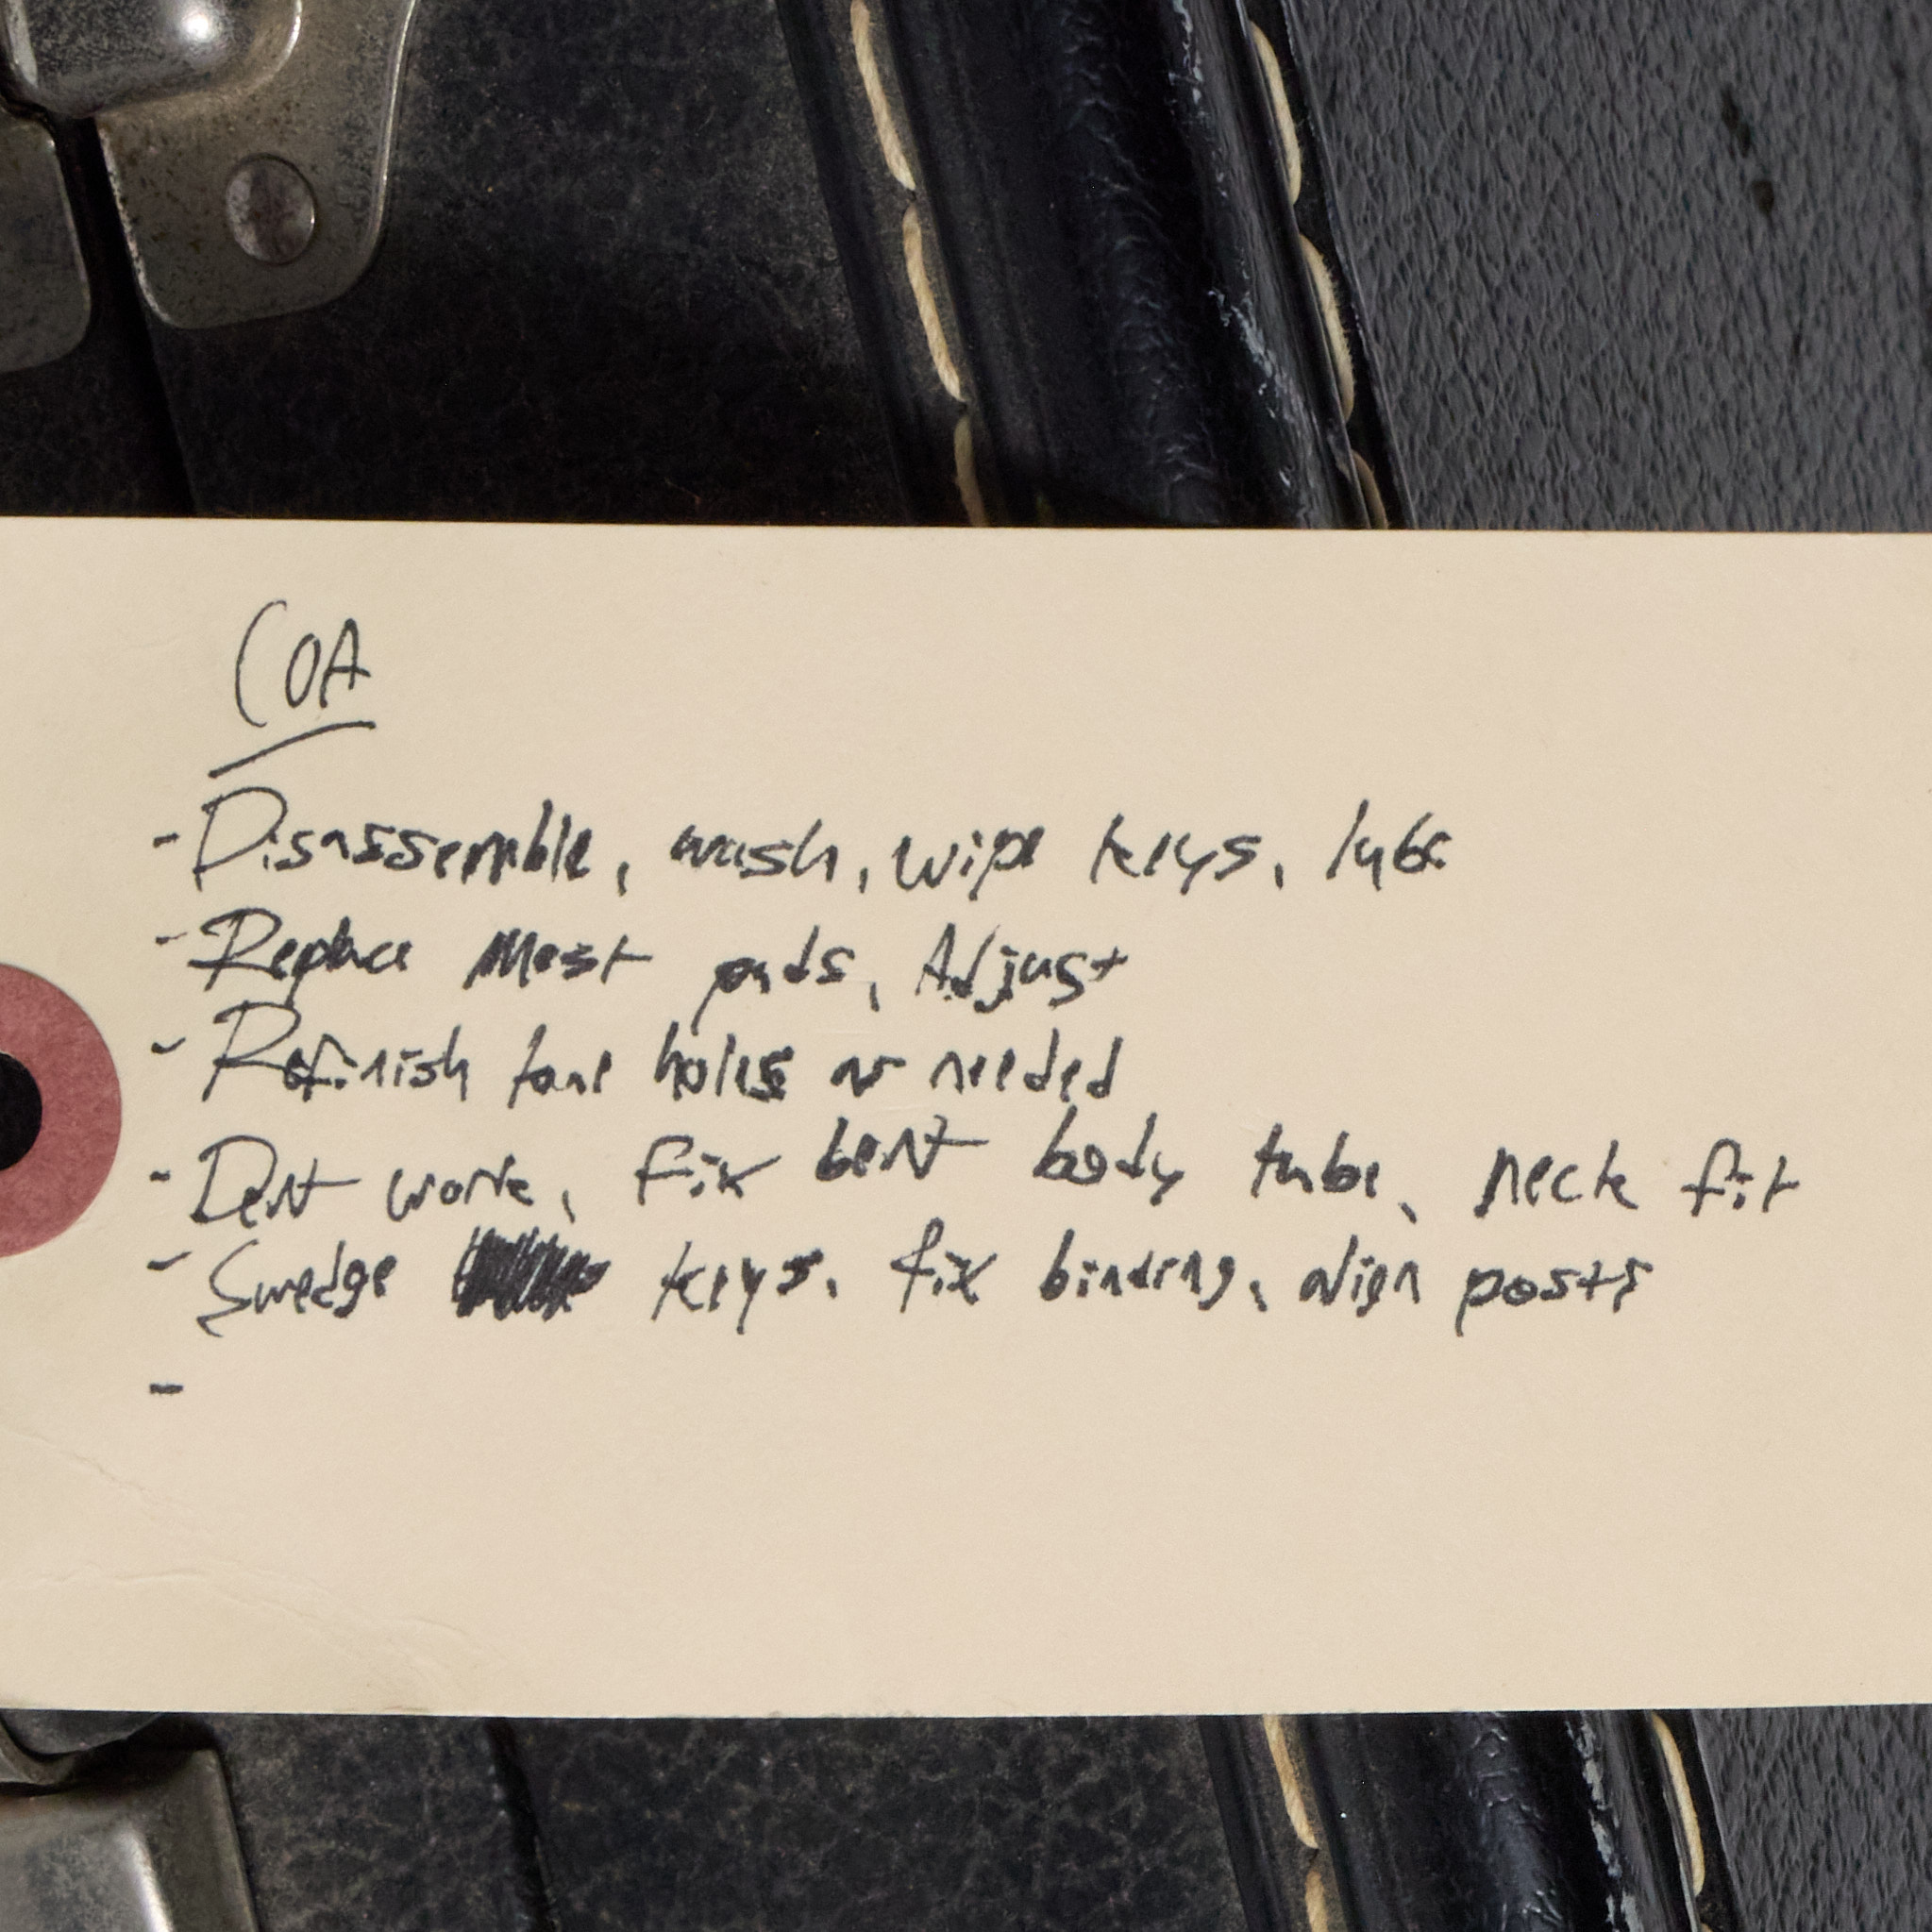 COA
- Disassemble, wash, wipe keys, lube
- Replace Most pads, Adjust
- Refinish tone holes as needed
- Dent work, fix bent body tube, neck fit
- Swedge keys, fix binding, align posts
-